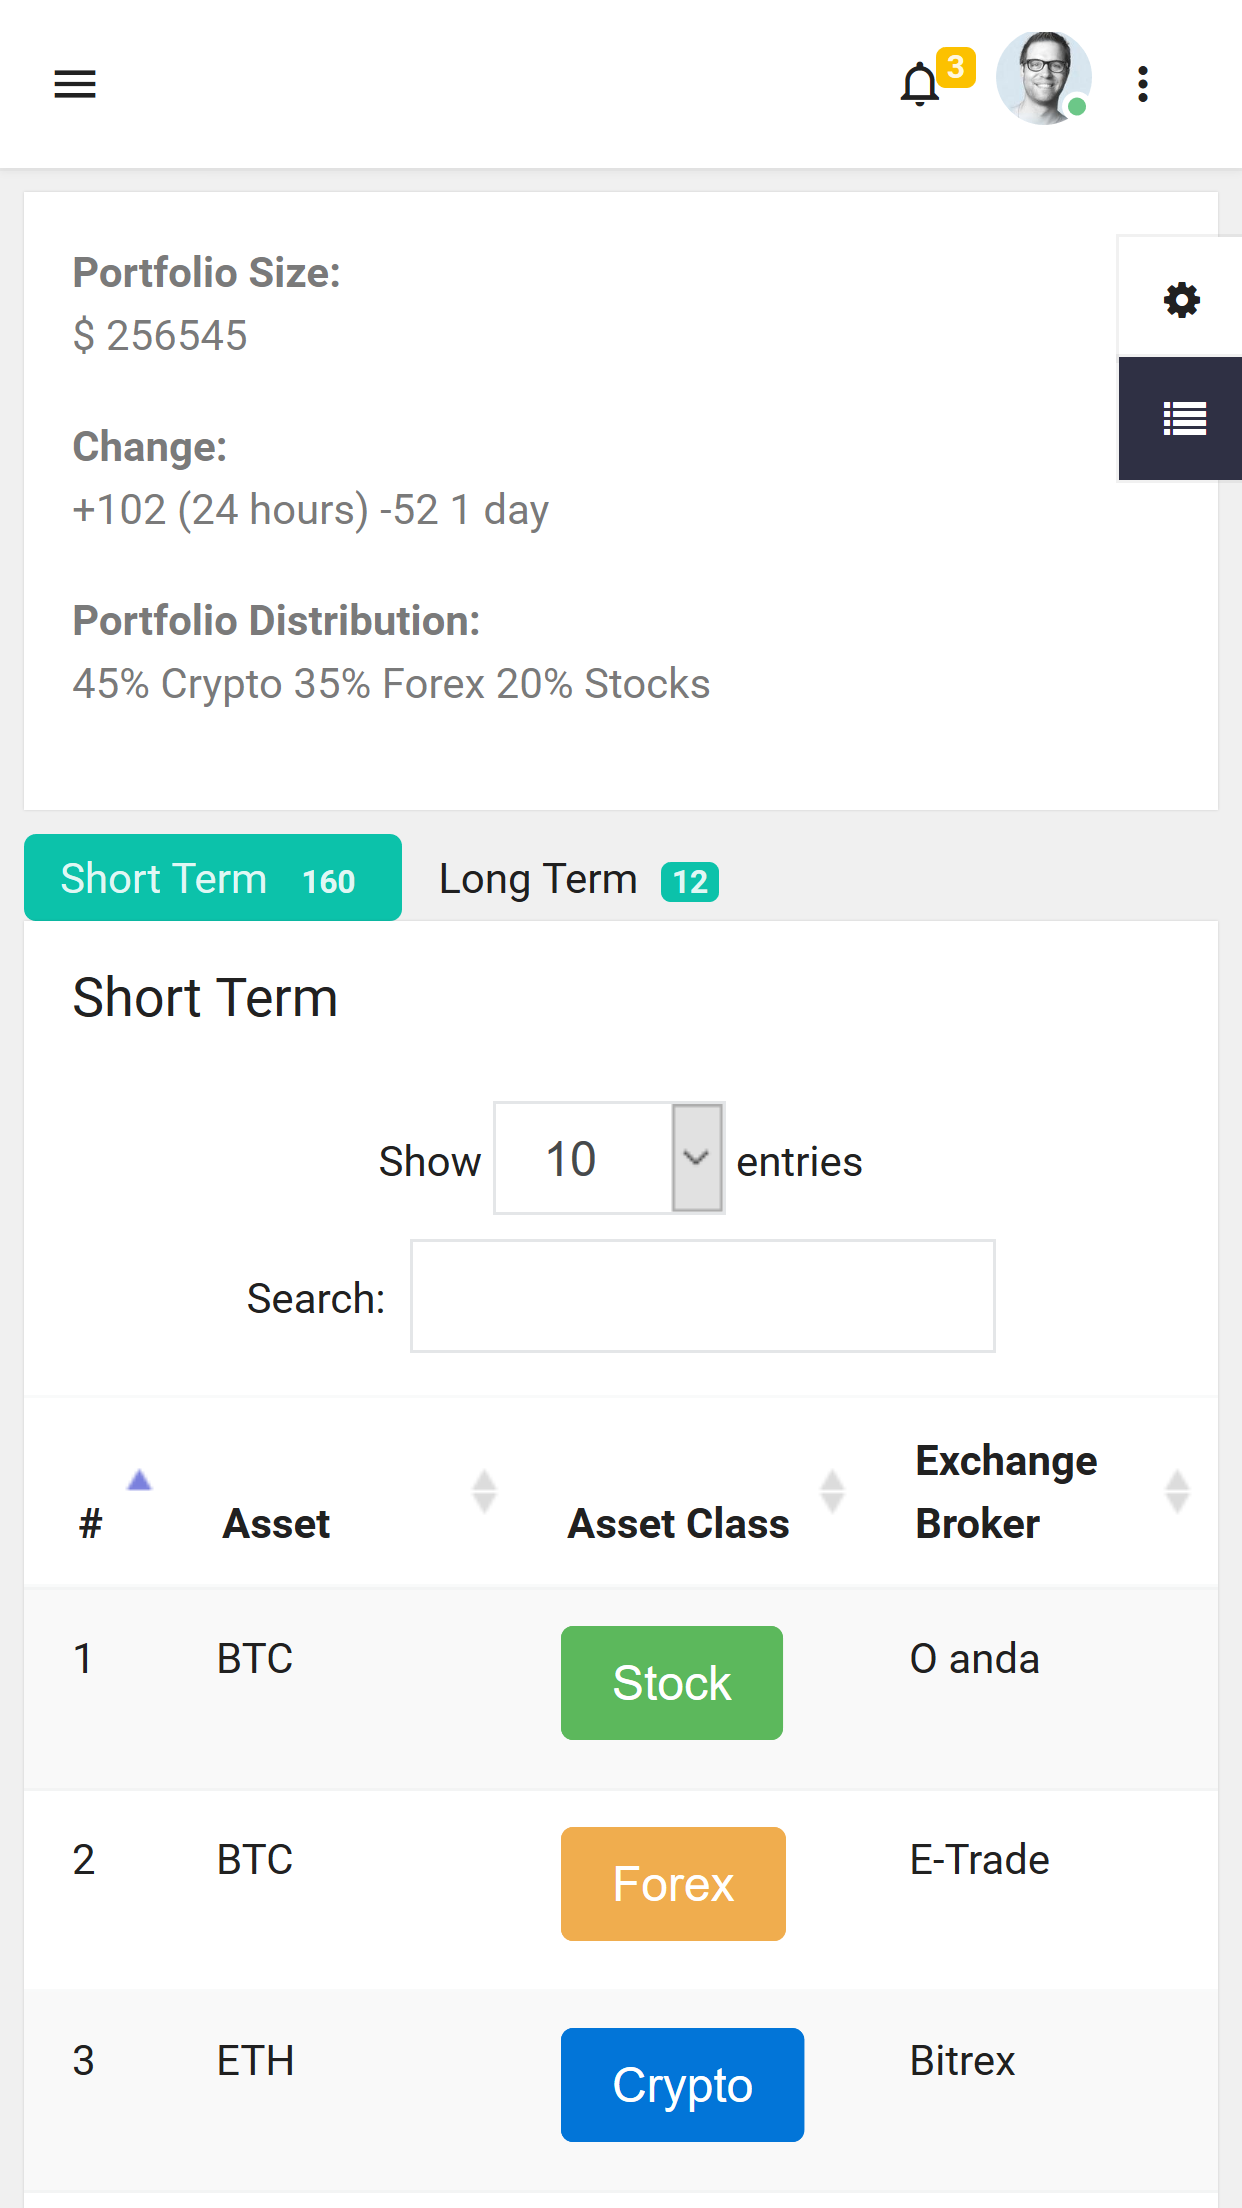 3
Portfolio Size:
$ 256545
Change:
+102 (24 hours) -52 1 day
Portfolio Distribution:
45% Crypto 35% Forex 20% Stocks
Short Term 160 Long Term 12
Short Term
Show 10 entries
Search:
# Asset Asset Class Exchange Broker
1 BTC Stock O anda
2 BTC Forex E-Trade
3 ETH Crypto Bitrex